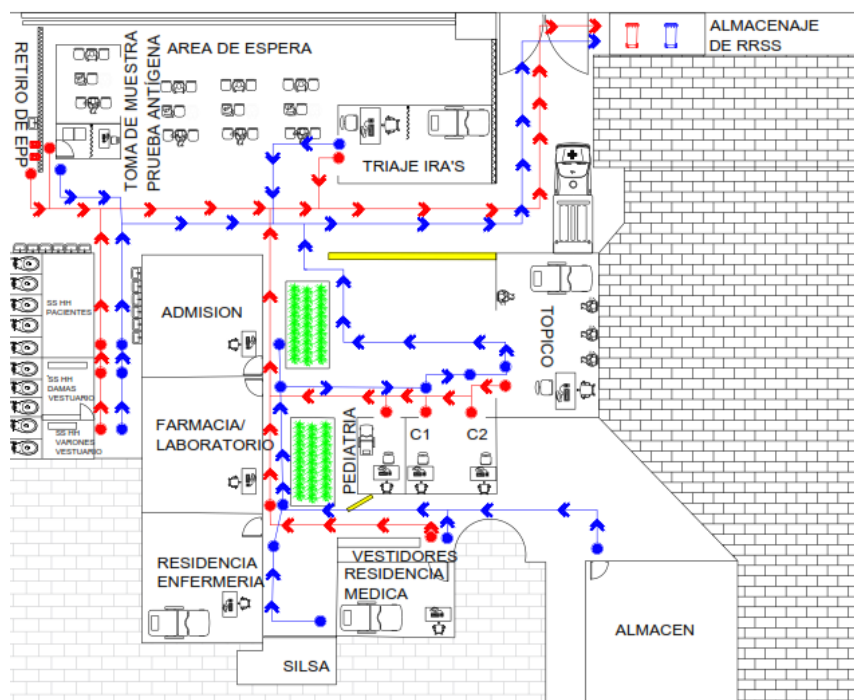 ALMACENAJE
DE RRSS
AREA DE ESPERA
RETIRO DE EPP
TOMA DE MUESTRA
PRUEBA ANTÍGENA
TRIAJE IRA'S
SS HH
PACIENTES
ADMISION
TOPICO
SS HH
DAMAS
VESTUARIO
FARMACIA/
LABORATORIO
PEDIATRIA
C1
C2
SS HH
VARONES
VESTUARIO
RESIDENCIA
ENFERMERIA
VESTIDORES
RESIDENCIA
MEDICA
ALMACEN
SILSA